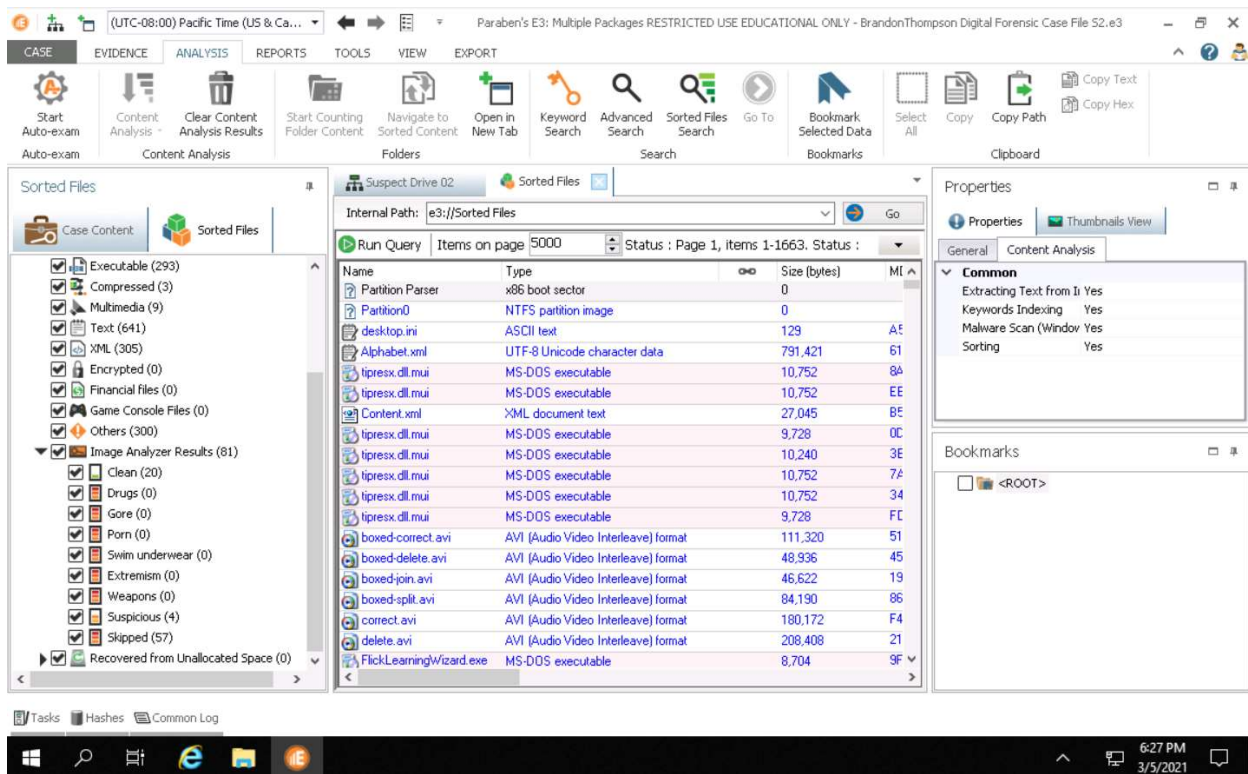 (UTC-08:00) Pacific Time (US & Ca... Paraben's E3: Multiple Packages RESTRICTED USE EDUCATIONAL ONLY - BrandonThompson Digital Forensic Case File S2.e3
CASE EVIDENCE ANALYSIS REPORTS TOOLS VIEW EXPORT
Start Auto-exam
Content Analysis
Clear Content Analysis Results
Start Counting Folder Content
Navigate to Sorted Content
Open in New Tab
Keyword Search
Advanced Search
Sorted Files Search
Go To
Bookmark Selected Data
Select All
Copy
Copy Path
Copy Text
Copy Hex
Auto-exam Content Analysis Folders Search Bookmarks Clipboard
Sorted Files
Case Content Sorted Files
Executable (293)
Compressed (3)
Multimedia (9)
Text (641)
XML (305)
Encrypted (0)
Financial files (0)
Game Console Files (0)
Others (300)
Image Analyzer Results (81)
Clean (20)
Drugs (0)
Gore (0)
Porn (0)
Swim underwear (0)
Extremism (0)
Weapons (0)
Suspicious (4)
Skipped (57)
Recovered from Unallocated Space (0)
Suspect Drive 02 Sorted Files
Internal Path: e3://Sorted Files Go
Run Query Items on page 5000 Status : Page 1, items 1-1663. Status :
Name Type Size (bytes) MD
Partition Parser x86 boot sector 0
Partition0 NTFS partition image 0
desktop.ini ASCII text 129 A5
Alphabet.xml UTF-8 Unicode character data 791,421 61
tipresx.dll.mui MS-DOS executable 10,752 8A
tipresx.dll.mui MS-DOS executable 10,752 EE
Content.xml XML document text 27,045 B5
tipresx.dll.mui MS-DOS executable 9,728 0D
tipresx.dll.mui MS-DOS executable 10,240 3E
tipresx.dll.mui MS-DOS executable 10,752 7A
tipresx.dll.mui MS-DOS executable 10,752 34
tipresx.dll.mui MS-DOS executable 9,728 FD
boxed-correct.avi AVI (Audio Video Interleave) format 111,320 51
boxed-delete.avi AVI (Audio Video Interleave) format 48,936 45
boxed-join.avi AVI (Audio Video Interleave) format 46,622 19
boxed-split.avi AVI (Audio Video Interleave) format 84,190 86
correct.avi AVI (Audio Video Interleave) format 180,172 F4
delete.avi AVI (Audio Video Interleave) format 208,408 21
FlickLearningWizard.exe MS-DOS executable 8,704 9F
Properties
Properties Thumbnails View
General Content Analysis
Common
Extracting Text from I Yes
Keywords Indexing Yes
Malware Scan (Window Yes
Sorting Yes
Bookmarks
<ROOT>
Tasks Hashes Common Log
6:27 PM
3/5/2021